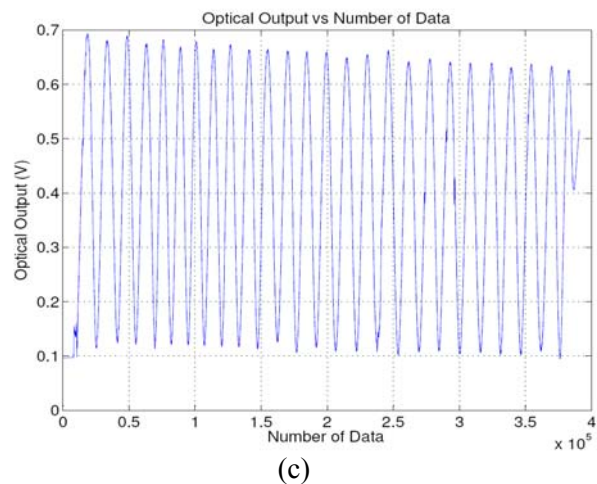 Optical Output vs Number of Data
Optical Output (V)
0.7
0.6
0.5
0.4
0.3
0.2
0.1
0
0 0.5 1 1.5 2 2.5 3 3.5 4
Number of Data
x 10^5
(c)